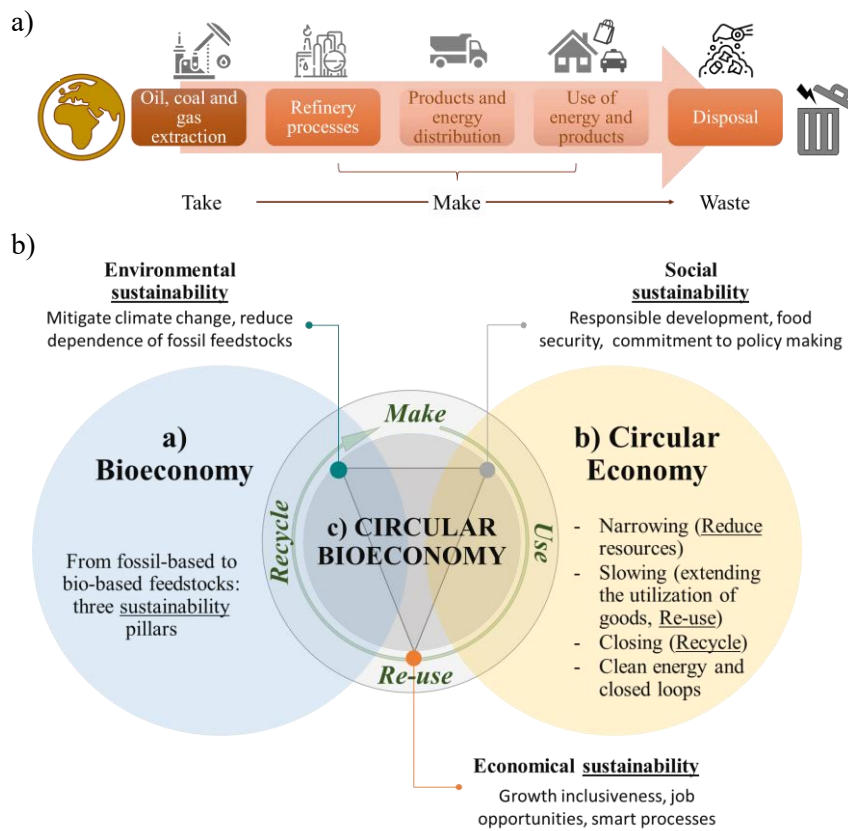 a)
Oil, coal and
gas
extraction
Refinery
processes
Products and
energy
distribution
Use of
energy and
products
Disposal
Take
Make
Waste
b)
Environmental
sustainability
Mitigate climate change, reduce
dependence of fossil feedstocks
Social
sustainability
Responsible development, food
security, commitment to policy making
a)
Bioeconomy
From fossil-based to
bio-based feedstocks:
three sustainability
pillars
Make
Use
Re-use
Recycle
c) CIRCULAR
BIOECONOMY
b) Circular
Economy
- Narrowing (Reduce
resources)
- Slowing (extending
the utilization of
goods, Re-use)
- Closing (Recycle)
- Clean energy and
closed loops
Economical sustainability
Growth inclusiveness, job
opportunities, smart processes